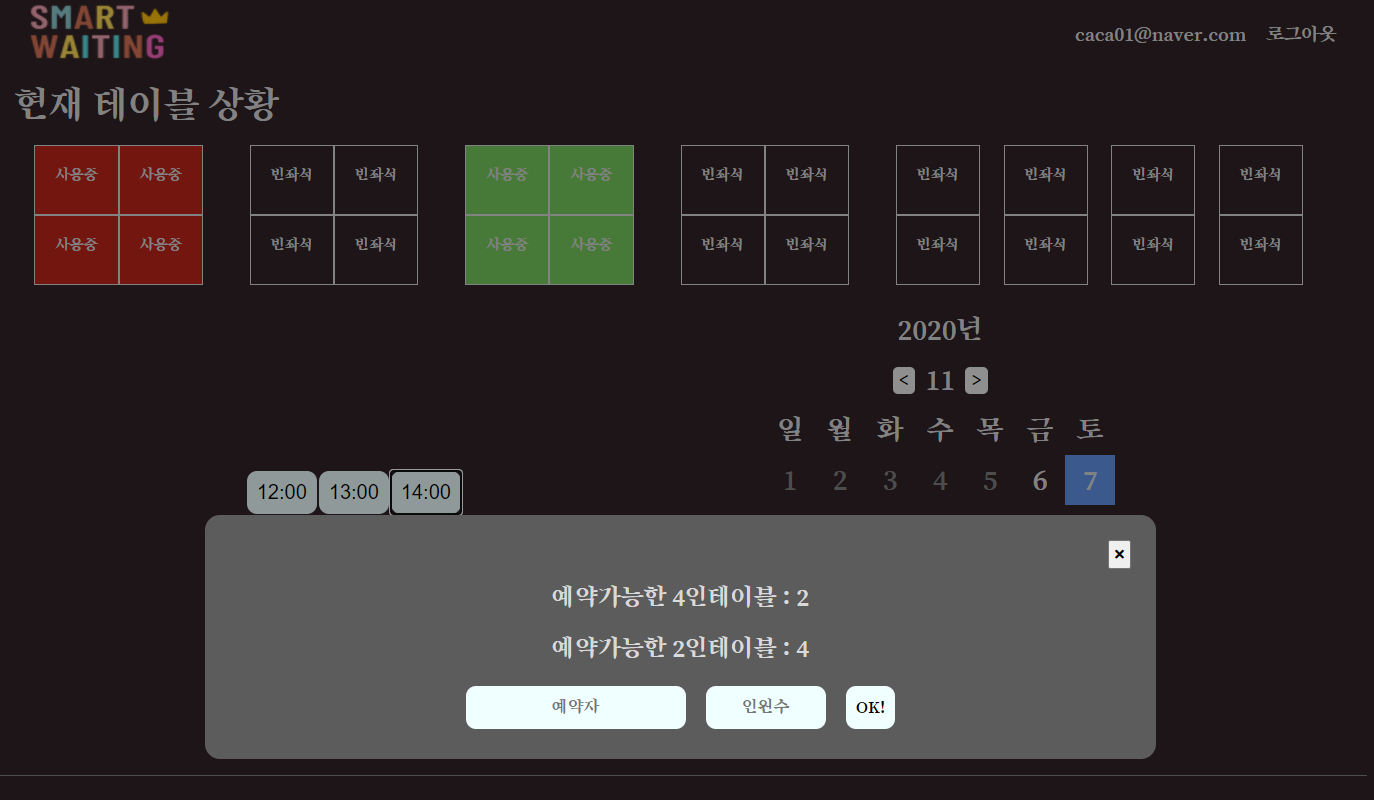 SMART
WAITING
caca01@naver.com 로그아웃
현재 테이블 상황
사용중 사용중 빈좌석 빈좌석 사용중 사용중 빈좌석 빈좌석 빈좌석 빈좌석 빈좌석 빈좌석
사용중 사용중 빈좌석 빈좌석 사용중 사용중 빈좌석 빈좌석 빈좌석 빈좌석 빈좌석 빈좌석
2020년
< 11 >
일 월 화 수 목 금 토
1 2 3 4 5 6 7
12:00 13:00 14:00
×
예약가능한 4인테이블 : 2
예약가능한 2인테이블 : 4
예약자 인원수 OK!